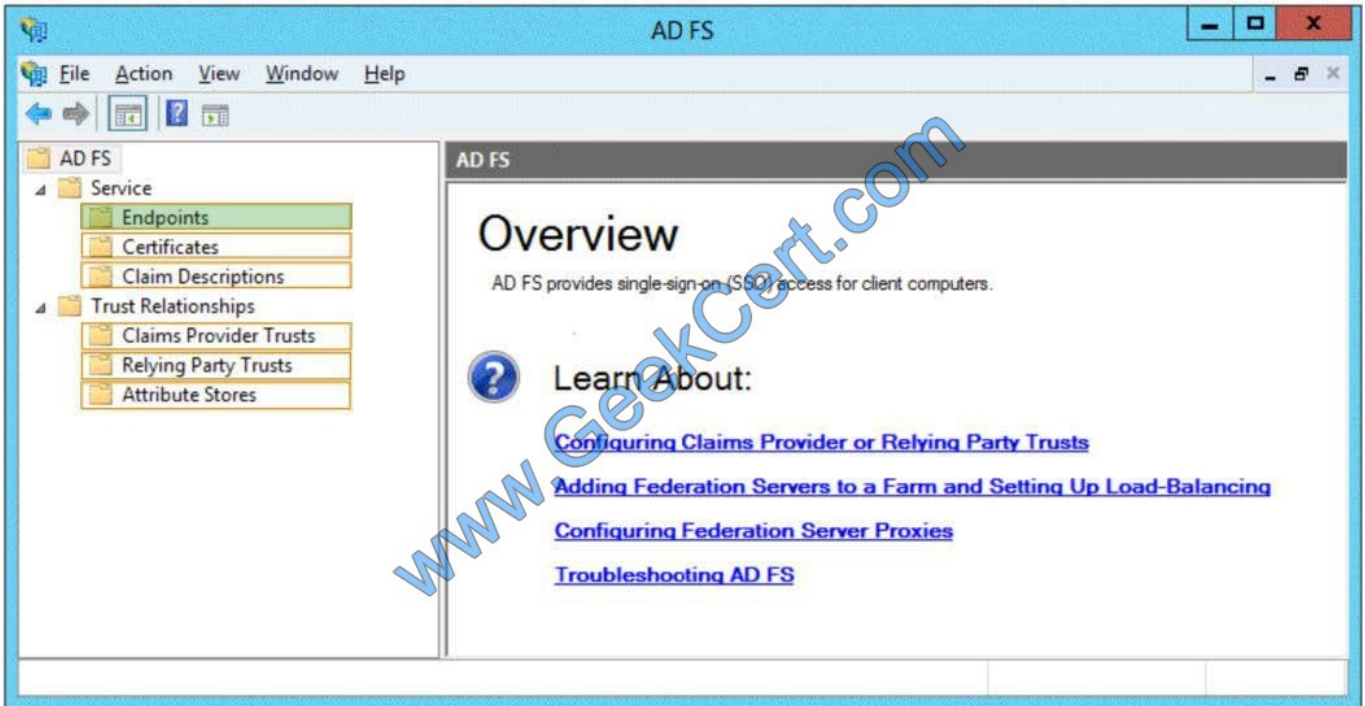 AD FS
File Action View Window Help
AD FS
Service
Endpoints
Certificates
Claim Descriptions
Trust Relationships
Claims Provider Trusts
Relying Party Trusts
Attribute Stores
AD FS
Overview
AD FS provides single-sign-on (SSO) access for client computers.
Learn About:
Configuring Claims Provider or Relying Party Trusts
Adding Federation Servers to a Farm and Setting Up Load-Balancing
Configuring Federation Server Proxies
Troubleshooting AD FS
www.GeekCert.com